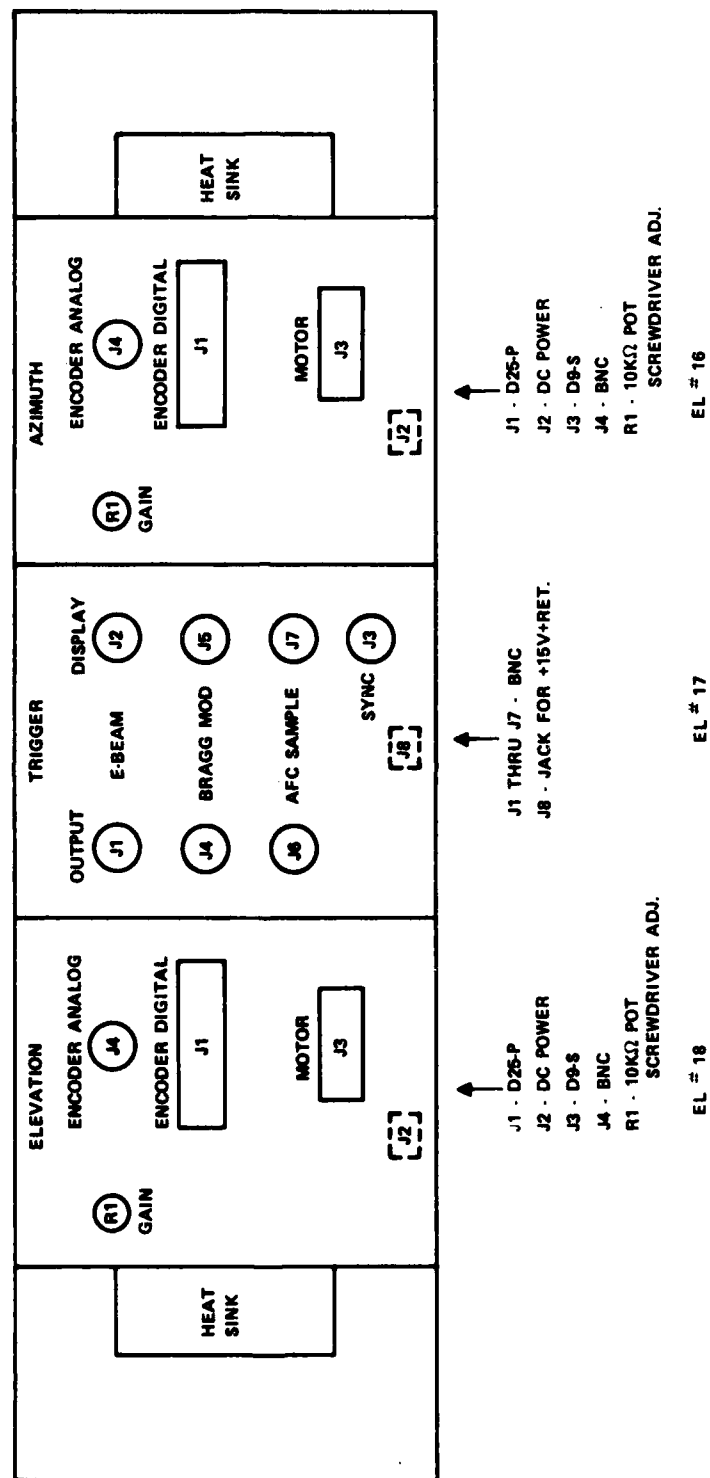 HEAT
SINK
ELEVATION
R1
GAIN
ENCODER ANALOG
J4
ENCODER DIGITAL
J1
MOTOR
J3
J2
TRIGGER
OUTPUT
DISPLAY
J1
E-BEAM
J2
J4
BRAGG MOD
J5
J6
AFC SAMPLE
J7
SYNC
J3
J8
AZIMUTH
R1
GAIN
ENCODER ANALOG
J4
ENCODER DIGITAL
J1
MOTOR
J3
J2
HEAT
SINK
J1 - D25-P
J2 - DC POWER
J3 - D9-S
J4 - BNC
R1 - 10KΩ POT
SCREWDRIVER ADJ.
EL # 18
J1 THRU J7 - BNC
J8 - JACK FOR +15V+RET.
EL # 17
J1 - D25-P
J2 - DC POWER
J3 - D9-S
J4 - BNC
R1 - 10KΩ POT
SCREWDRIVER ADJ.
EL # 16